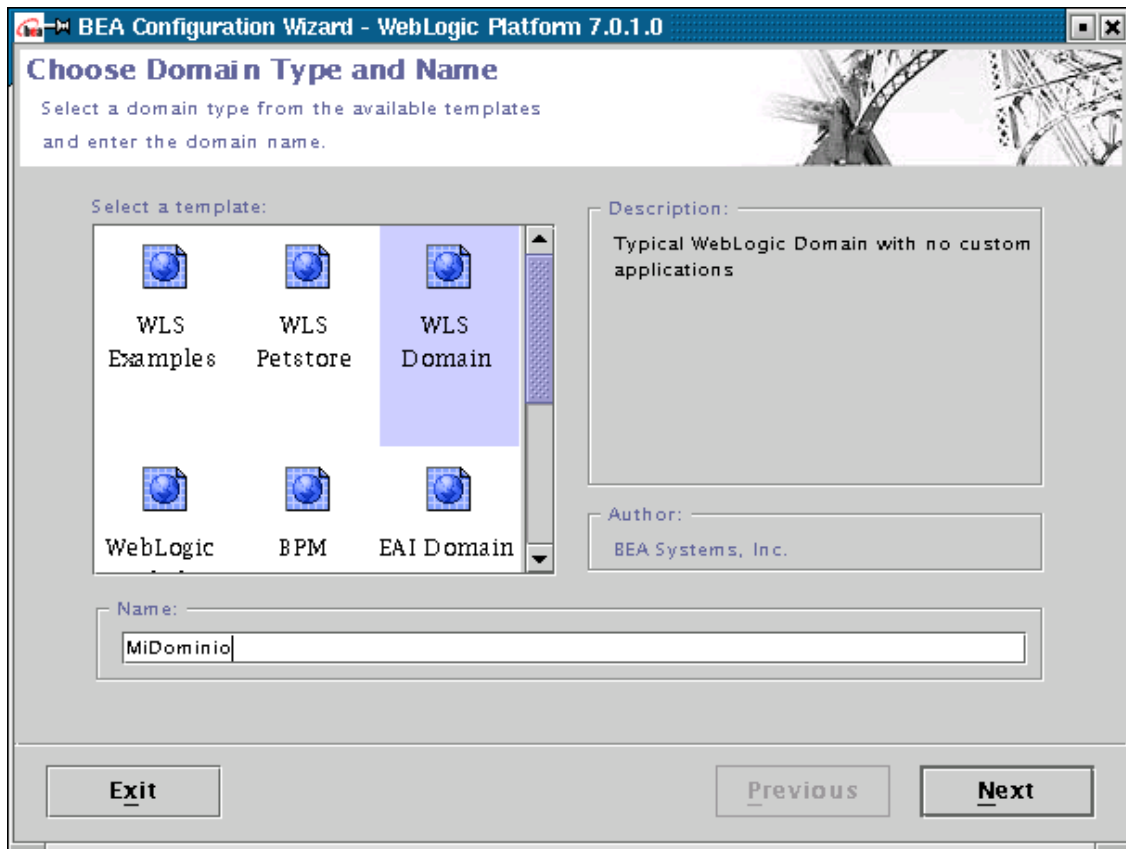 BEA Configuration Wizard - WebLogic Platform 7.0.1.0
Choose Domain Type and Name
Select a domain type from the available templates
and enter the domain name.
Select a template:
WLS Examples
WLS Petstore
WLS Domain
WebLogic
BPM
EAI Domain
Description:
Typical WebLogic Domain with no custom
applications
Author:
BEA Systems, Inc.
Name:
MiDominio
Exit
Previous
Next